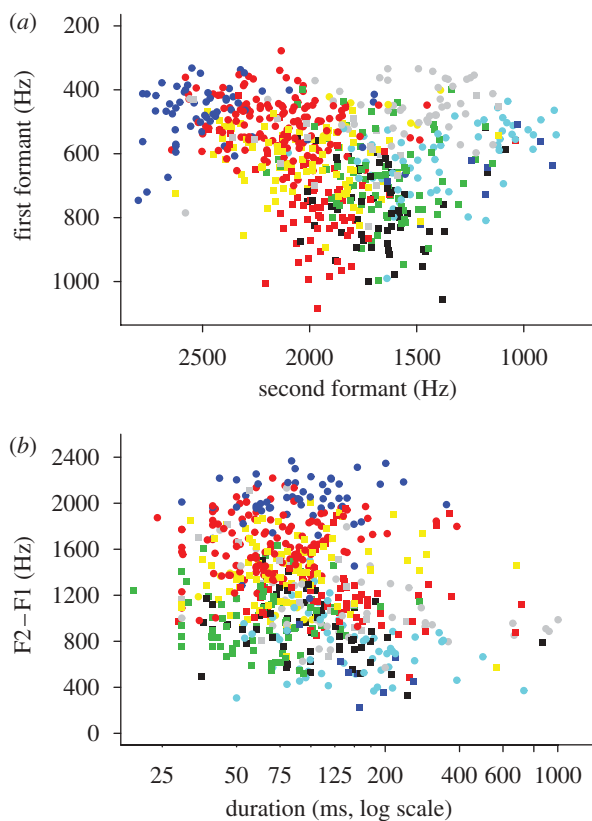 (a)
200
400
600
800
1000
first formant (Hz)
2500 2000 1500 1000
second formant (Hz)
(b)
2400
2000
1600
1200
800
400
0
F2–F1 (Hz)
25 50 75 125 200 400 600 1000
duration (ms, log scale)